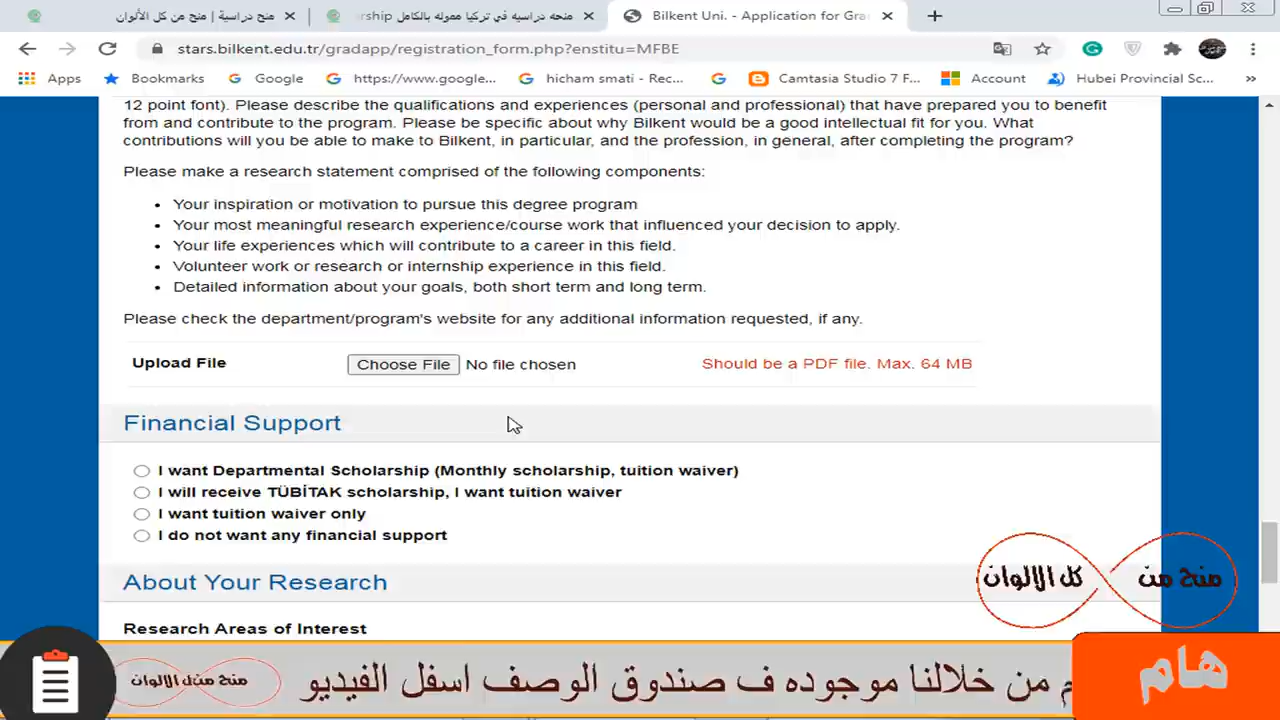 منح دراسية | منح من كل الألوان
منحه دراسيه في تركيا مموله بالكامل arship
Bilkent Uni. - Application for Gra
stars.bilkent.edu.tr/gradapp/registration_form.php?enstitu=MFBE
Apps Bookmarks Google https://www.google... hicham smati - Rec... Camtasia Studio 7 F... Account Hubei Provincial Sc... »
12 point font). Please describe the qualifications and experiences (personal and professional) that have prepared you to benefit
from and contribute to the program. Please be specific about why Bilkent would be a good intellectual fit for you. What
contributions will you be able to make to Bilkent, in particular, and the profession, in general, after completing the program?
Please make a research statement comprised of the following components:
• Your inspiration or motivation to pursue this degree program
• Your most meaningful research experience/course work that influenced your decision to apply.
• Your life experiences which will contribute to a career in this field.
• Volunteer work or research or internship experience in this field.
• Detailed information about your goals, both short term and long term.
Please check the department/program's website for any additional information requested, if any.
Upload File Choose File No file chosen Should be a PDF file. Max. 64 MB
Financial Support
I want Departmental Scholarship (Monthly scholarship, tuition waiver)
I will receive TÜBİTAK scholarship, I want tuition waiver
I want tuition waiver only
I do not want any financial support
About Your Research
منح من كل الالوان
Research Areas of Interest
هام
م من خلالنا موجوده ف صندوق الوصف اسفل الفيديو
منح من كل الالوان